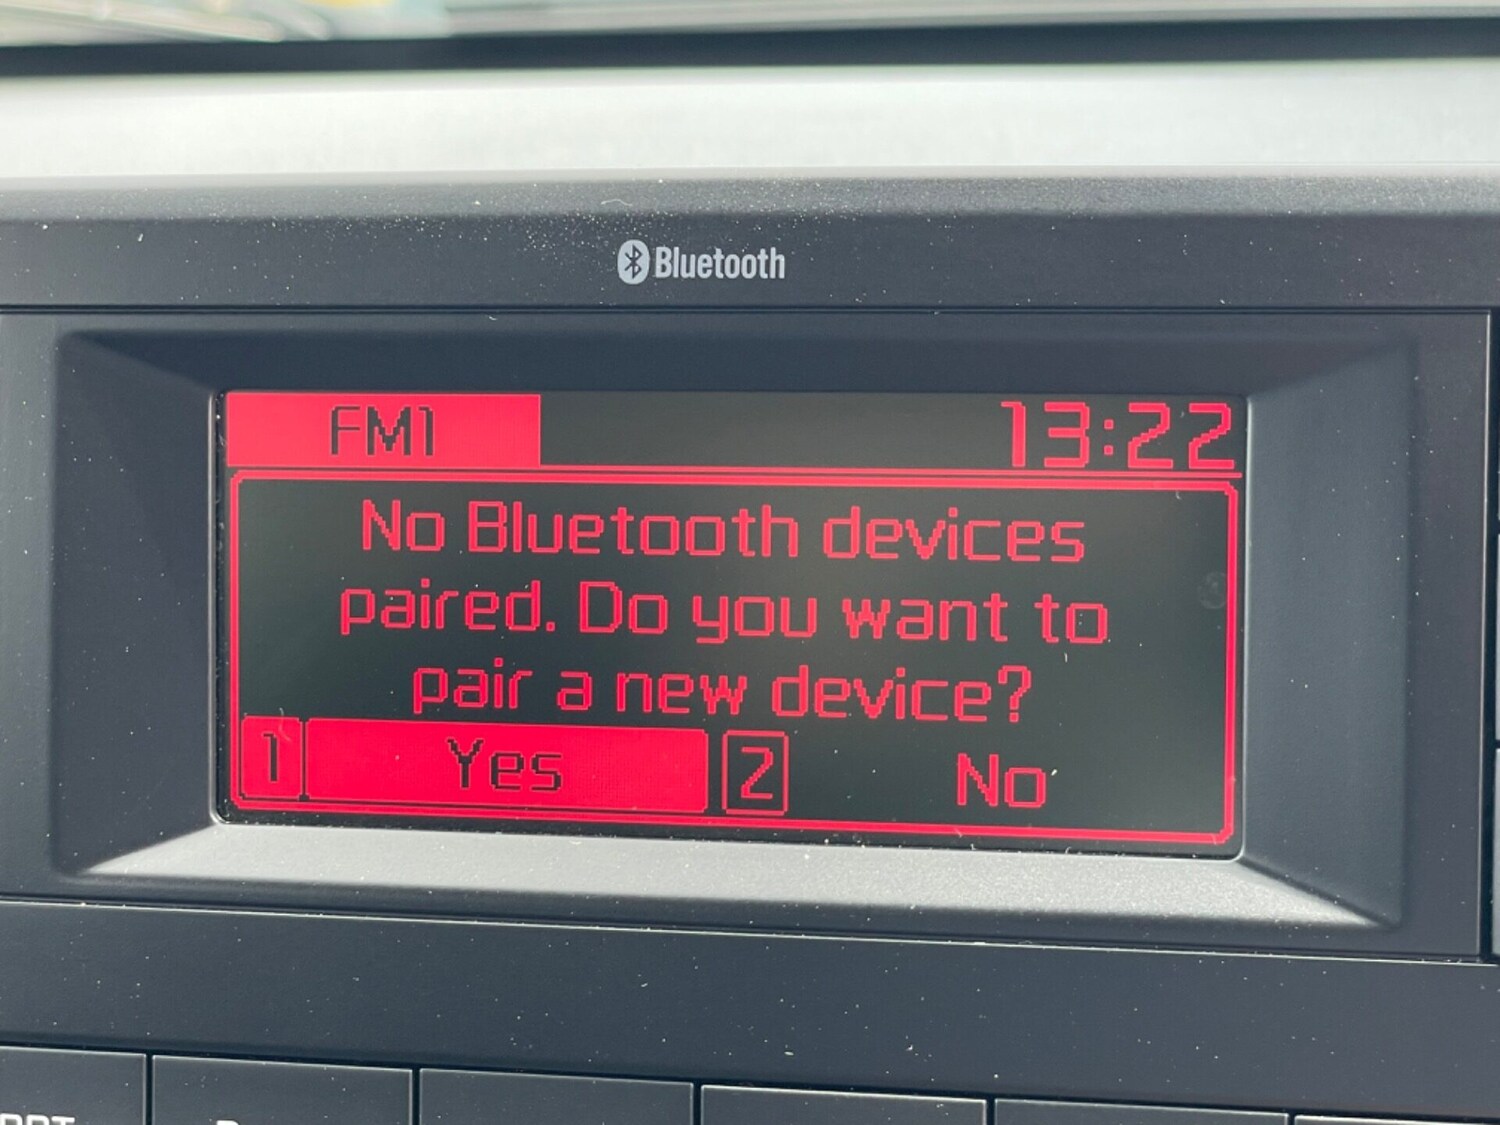 Bluetooth
FM1 13:22
No Bluetooth devices
paired. Do you want to
pair a new device?
1 Yes 2 No